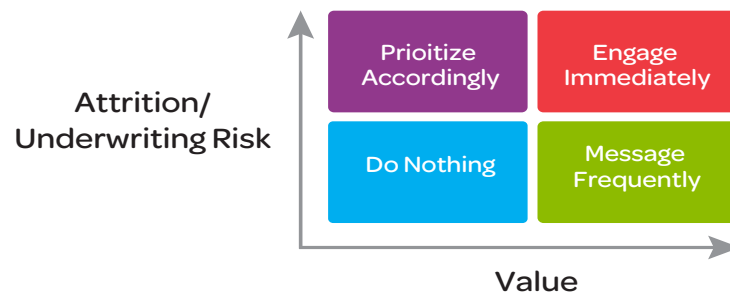 Attrition/
Underwriting Risk
Prioitize
Accordingly
Engage
Immediately
Do Nothing
Message
Frequently
Value